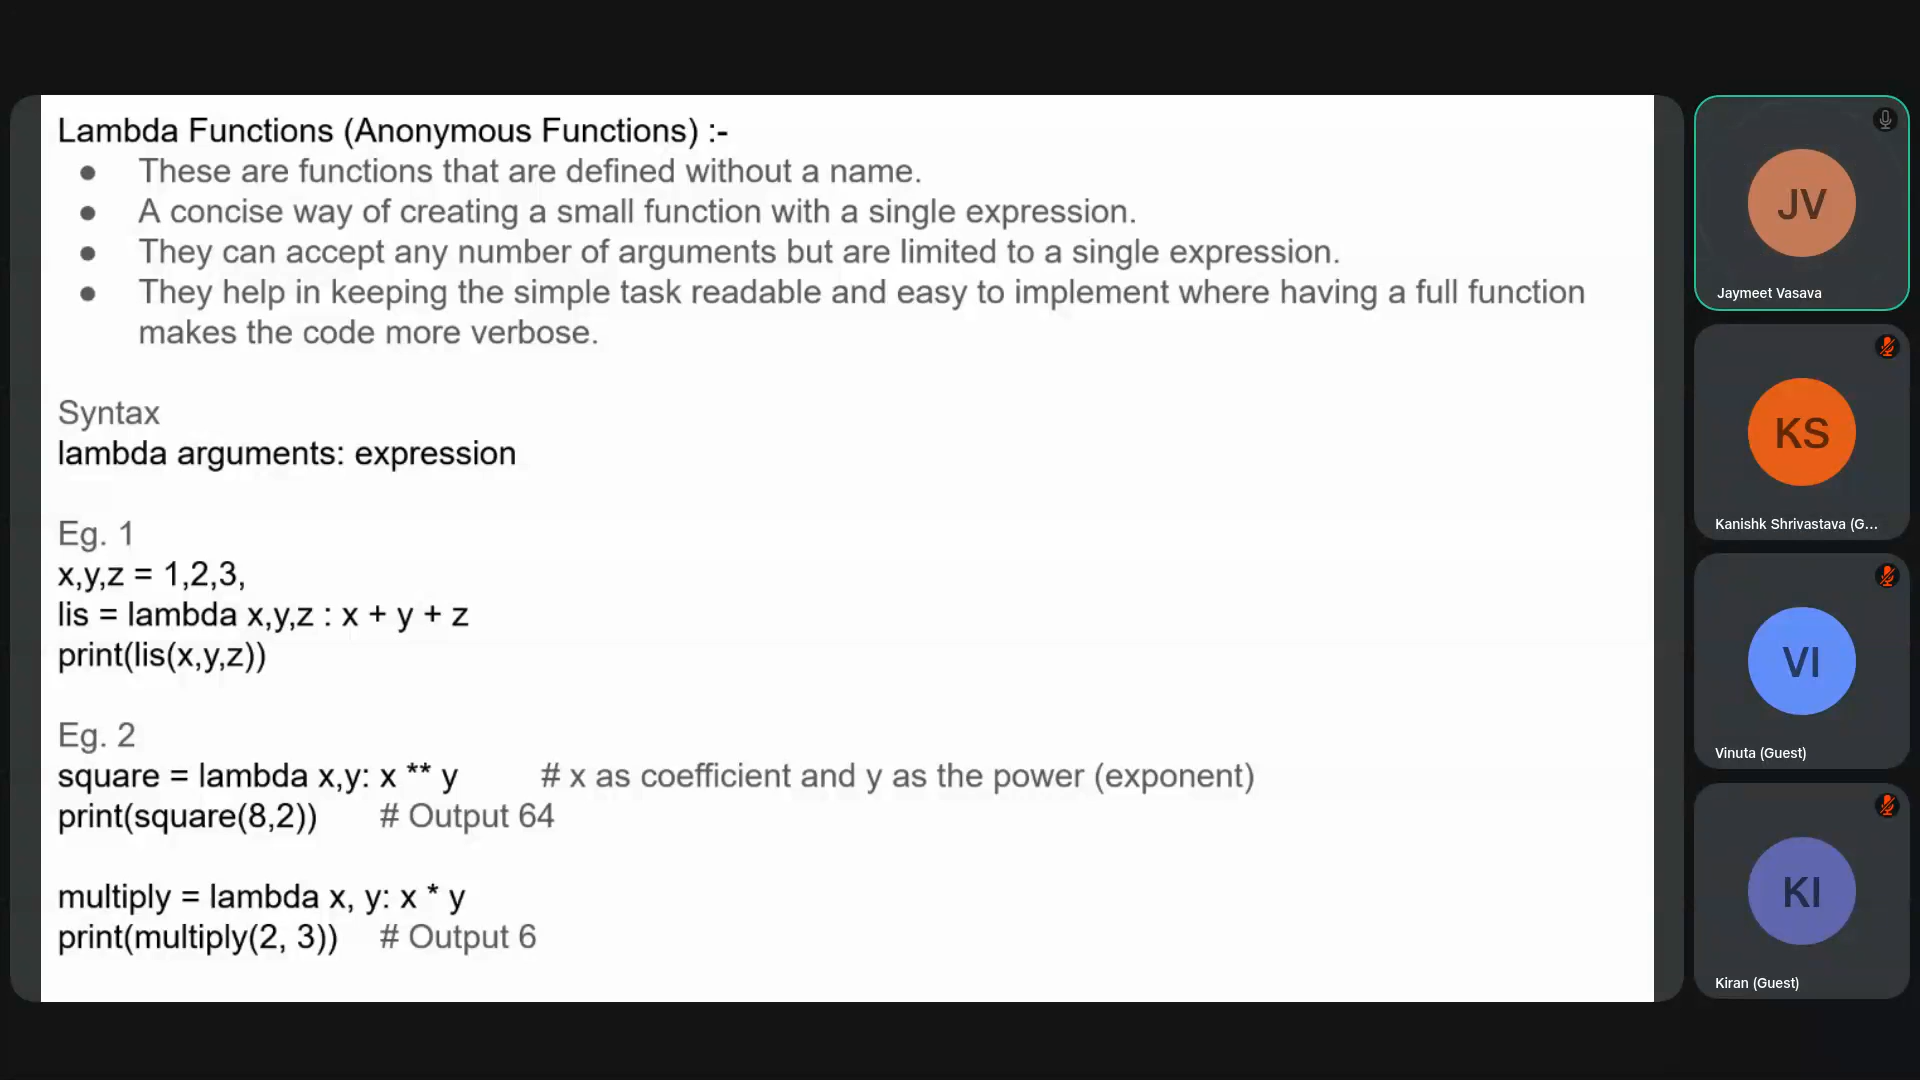 Lambda Functions (Anonymous Functions) :-
● These are functions that are defined without a name.
● A concise way of creating a small function with a single expression.
● They can accept any number of arguments but are limited to a single expression.
● They help in keeping the simple task readable and easy to implement where having a full function
makes the code more verbose.
Syntax
lambda arguments: expression
Eg. 1
x,y,z = 1,2,3,
lis = lambda x,y,z : x + y + z
print(lis(x,y,z))
Eg. 2
square = lambda x,y: x ** y # x as coefficient and y as the power (exponent)
print(square(8,2)) # Output 64
multiply = lambda x, y: x * y
print(multiply(2, 3)) # Output 6
JV
Jaymeet Vasava
KS
Kanishk Shrivastava (G...
VI
Vinuta (Guest)
KI
Kiran (Guest)